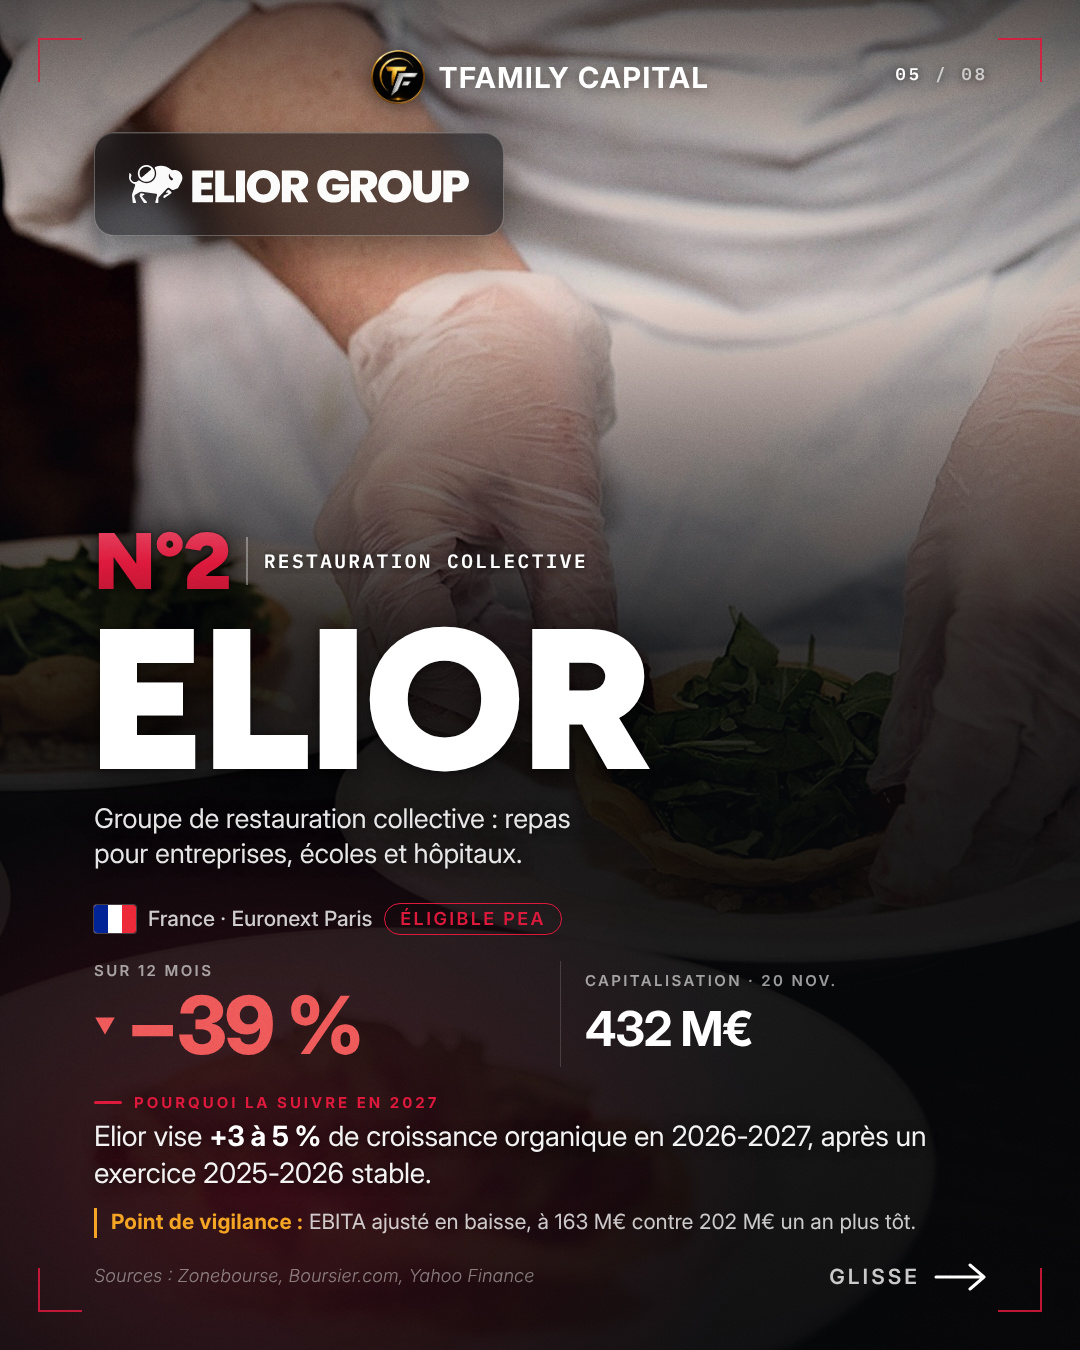 TFAMILY CAPITAL
05 / 08
ELIOR GROUP
N°2
RESTAURATION COLLECTIVE
ELIOR
Groupe de restauration collective : repas
pour entreprises, écoles et hôpitaux.
France · Euronext Paris
ÉLIGIBLE PEA
SUR 12 MOIS
▼ –39 %
CAPITALISATION · 20 NOV.
432 M€
POURQUOI LA SUIVRE EN 2027
Elior vise +3 à 5 % de croissance organique en 2026-2027, après un
exercice 2025-2026 stable.
Point de vigilance : EBITA ajusté en baisse, à 163 M€ contre 202 M€ un an plus tôt.
Sources : Zonebourse, Boursier.com, Yahoo Finance
GLISSE →